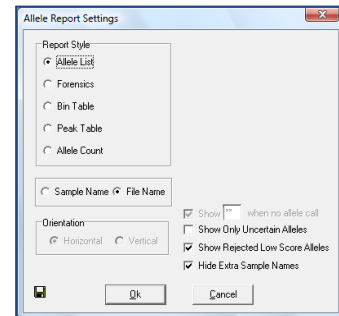 Allele Report Settings
Report Style
Allele List
Forensics
Bin Table
Peak Table
Allele Count
Sample Name File Name
Orientation
Horizontal Vertical
Show "" when no allele call
Show Only Uncertain Alleles
Show Rejected Low Score Alleles
Hide Extra Sample Names
Ok Cancel